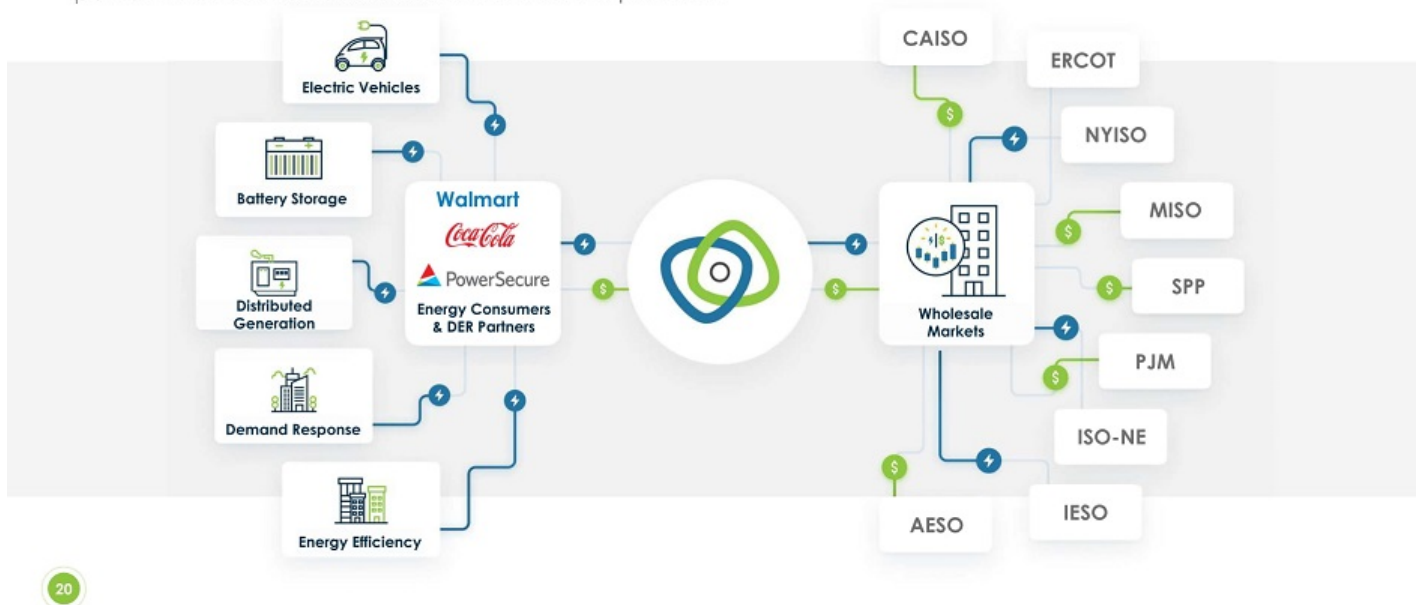 Electric Vehicles
Battery Storage
Distributed
Generation
Demand Response
Energy Efficiency
Walmart
Coca-Cola
PowerSecure
Energy Consumers
& DER Partners
$
$
Wholesale
Markets
CAISO
$
ERCOT
NYISO
MISO
$
SPP
$
PJM
$
ISO-NE
IESO
AESO
$
20